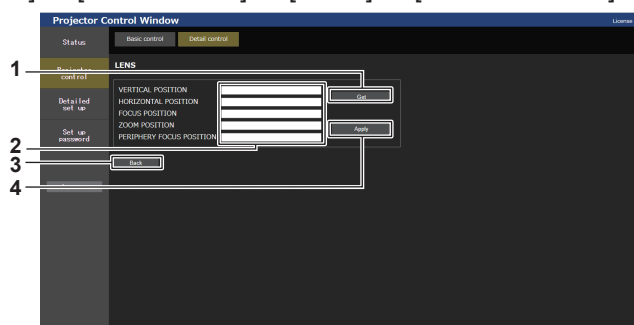 Projector Control Window
License
Status
Basic control
Detail control
1
Projector
control
LENS
VERTICAL POSITION
HORIZONTAL POSITION
FOCUS POSITION
ZOOM POSITION
PERIPHERY FOCUS POSITION
Get
Apply
Detailed
set up
Set up
password
2
3
Back
4